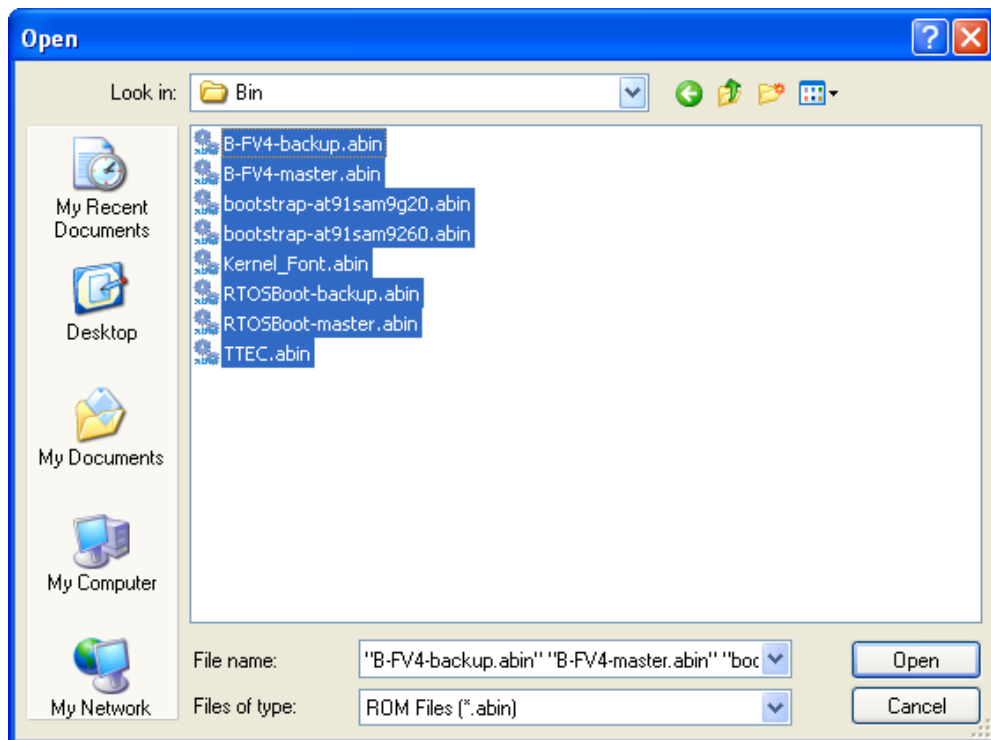 Open
Look in: Bin
B-FV4-backup.abin
B-FV4-master.abin
bootstrap-at91sam9g20.abin
bootstrap-at91sam9260.abin
Kernel_Font.abin
RTOSBoot-backup.abin
RTOSBoot-master.abin
TTEC.abin
My Recent
Documents
Desktop
My Documents
My Computer
My Network
File name: "B-FV4-backup.abin" "B-FV4-master.abin" "boc Open
Files of type: ROM Files (*.abin) Cancel